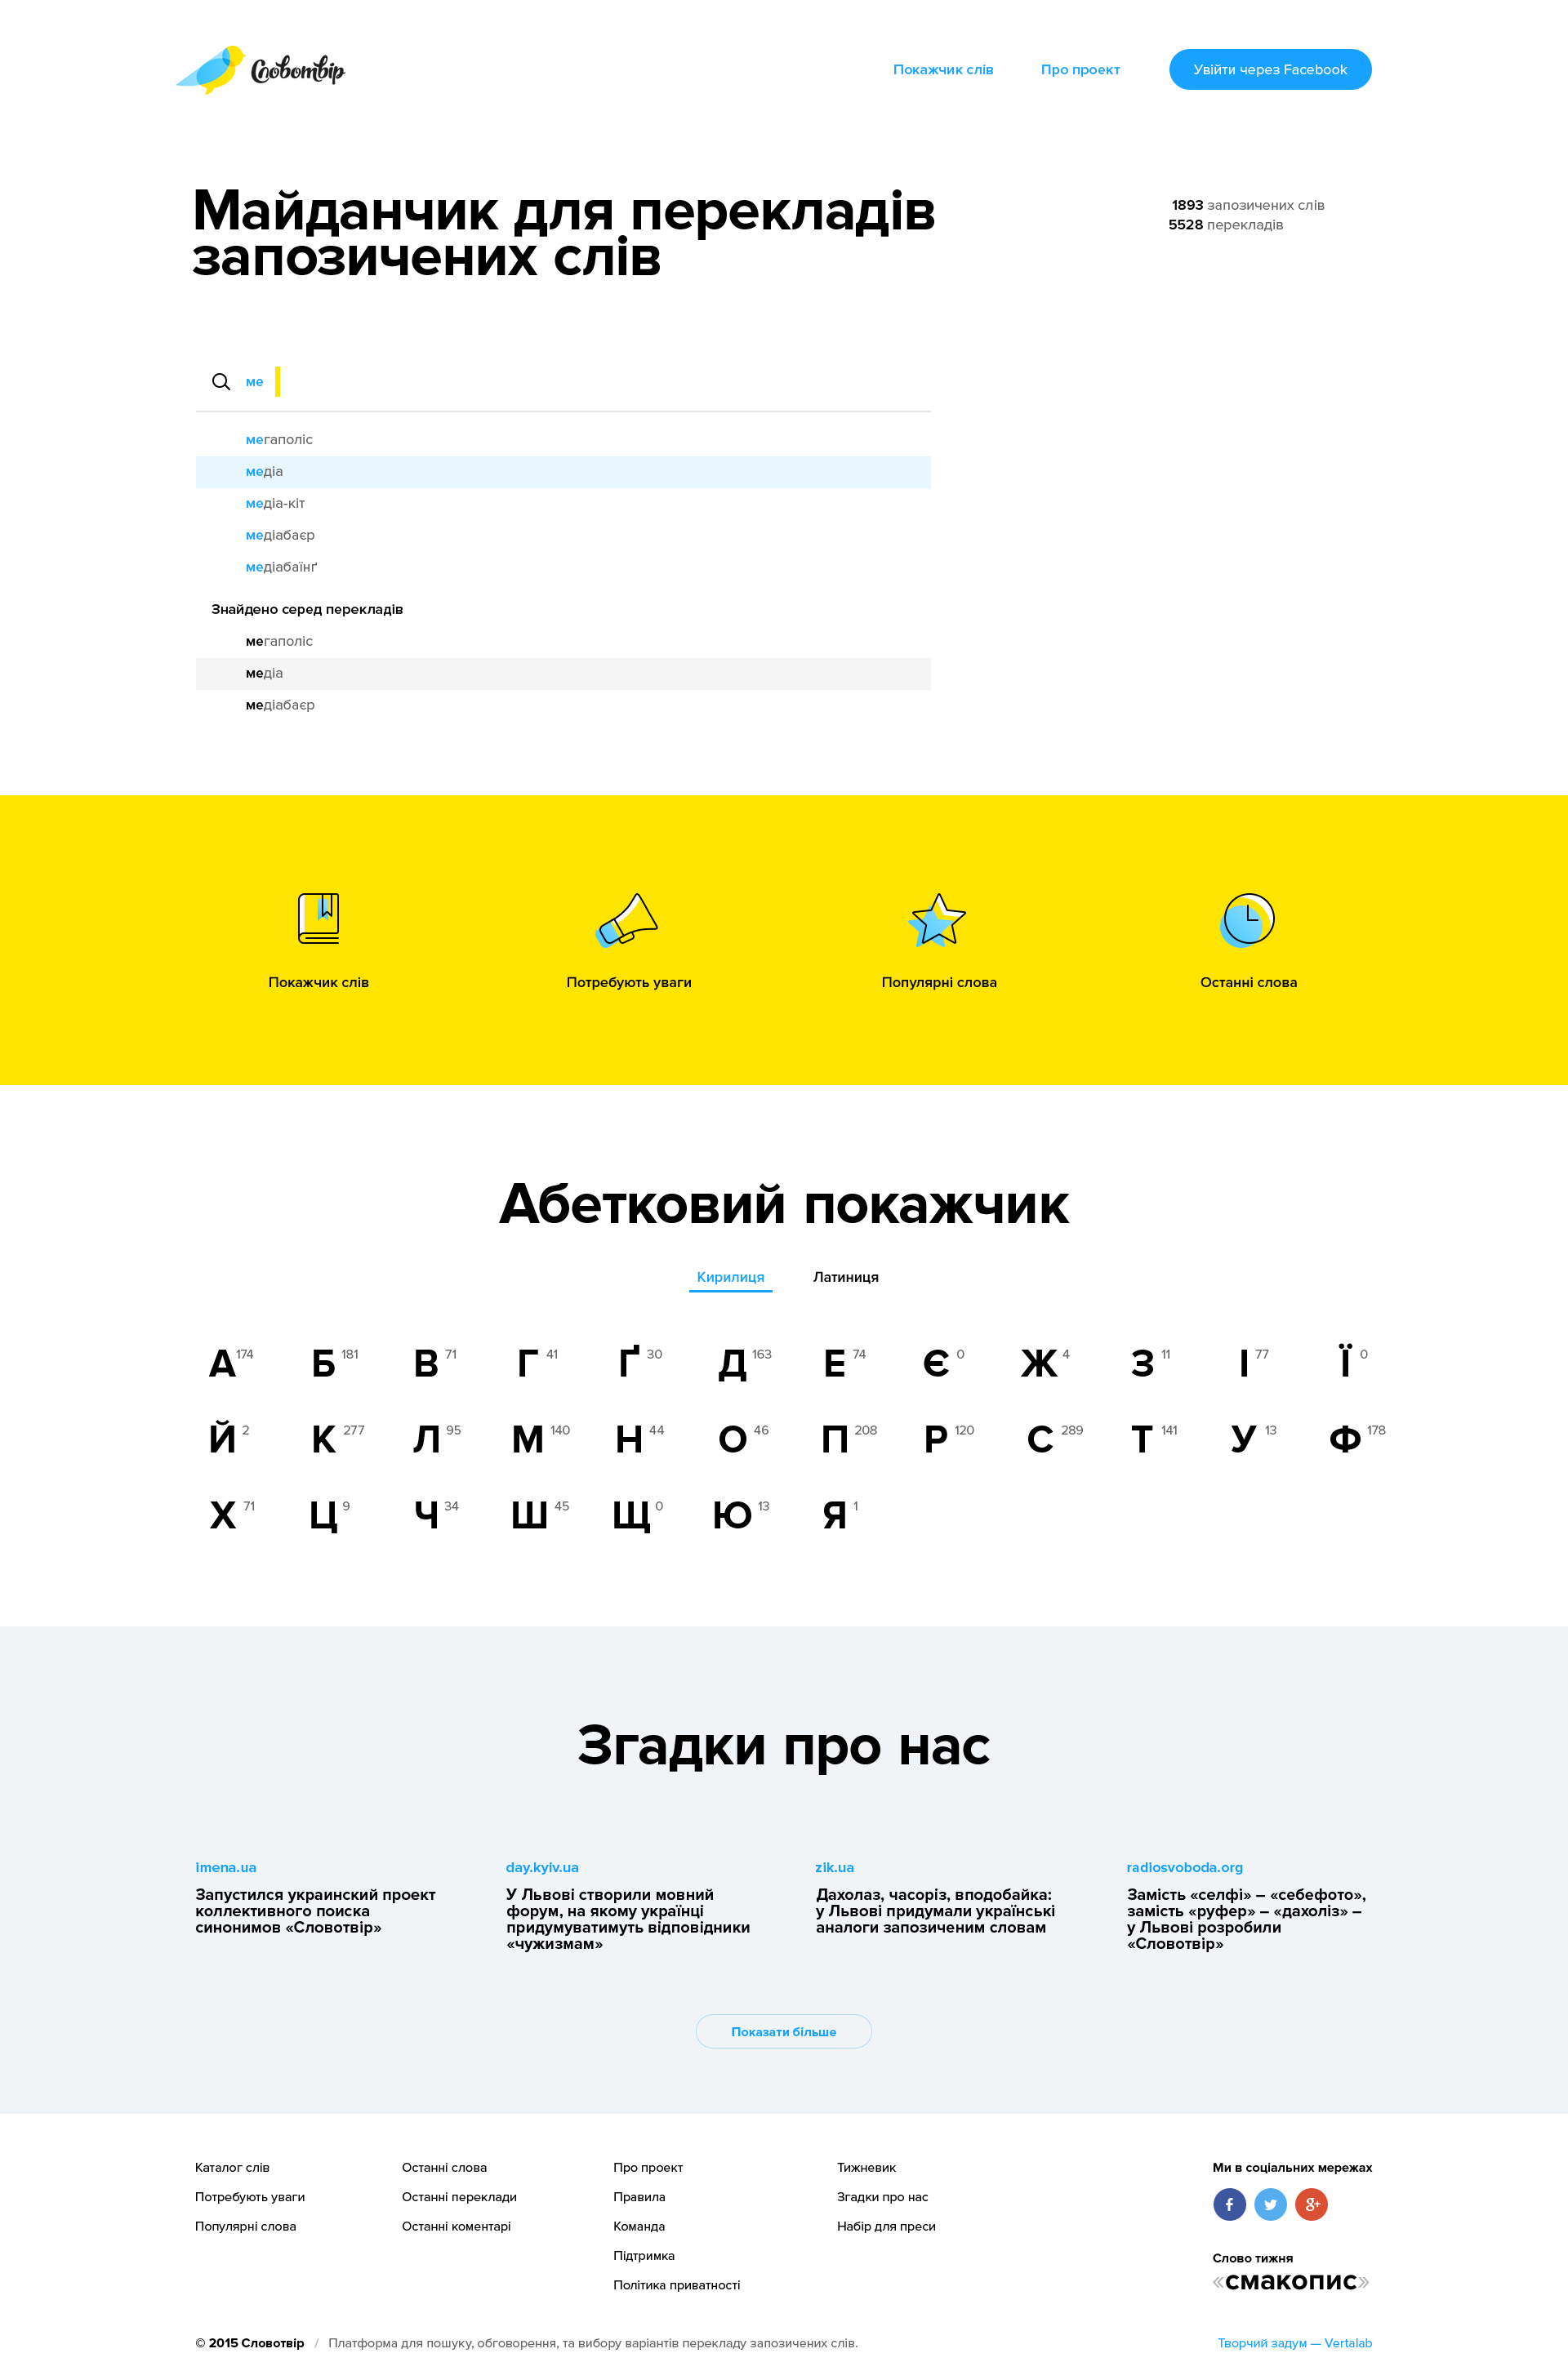 Словотвір
Покажчик слів
Про проект
Увійти через Facebook
Майданчик для перекладів
запозичених слів
1893 запозичених слів
5528 перекладів
ме
мегаполіс
медіа
медіа-кіт
медіабаєр
медіабаїнґ
Знайдено серед перекладів
мегаполіс
медіа
медіабаєр
Покажчик слів
Потребують уваги
Популярні слова
Останні слова
Абетковий покажчик
Кирилиця
Латиниця
А 174 Б 181 В 71 Г 41 Ґ 30 Д 163 Е 74 Є 0 Ж 4 З 11 І 77 Ї 0
Й 2 К 277 Л 95 М 140 Н 44 О 46 П 208 Р 120 С 289 Т 141 У 13 Ф 178
Х 71 Ц 9 Ч 34 Ш 45 Щ 0 Ю 13 Я 1
Згадки про нас
imena.ua
Запустился украинский проект
коллективного поиска
синонимов «Словотвір»
day.kyiv.ua
У Львові створили мовний
форум, на якому українці
придумуватимуть відповідники
«чужизмам»
zik.ua
Дахолаз, часоріз, вподобайка:
у Львові придумали українські
аналоги запозиченим словам
radiosvoboda.org
Замість «селфі» – «себефото»,
замість «руфер» – «дахоліз» –
у Львові розробили
«Словотвір»
Показати більше
Каталог слів
Потребують уваги
Популярні слова
Останні слова
Останні переклади
Останні коментарі
Про проект
Правила
Команда
Підтримка
Політика приватності
Тижневик
Згадки про нас
Набір для преси
Ми в соціальних мережах
f
g+
Слово тижня
«смакопис»
© 2015 Словотвір / Платформа для пошуку, обговорення, та вибору варіантів перекладу запозичених слів.
Творчий задум — Vertalab